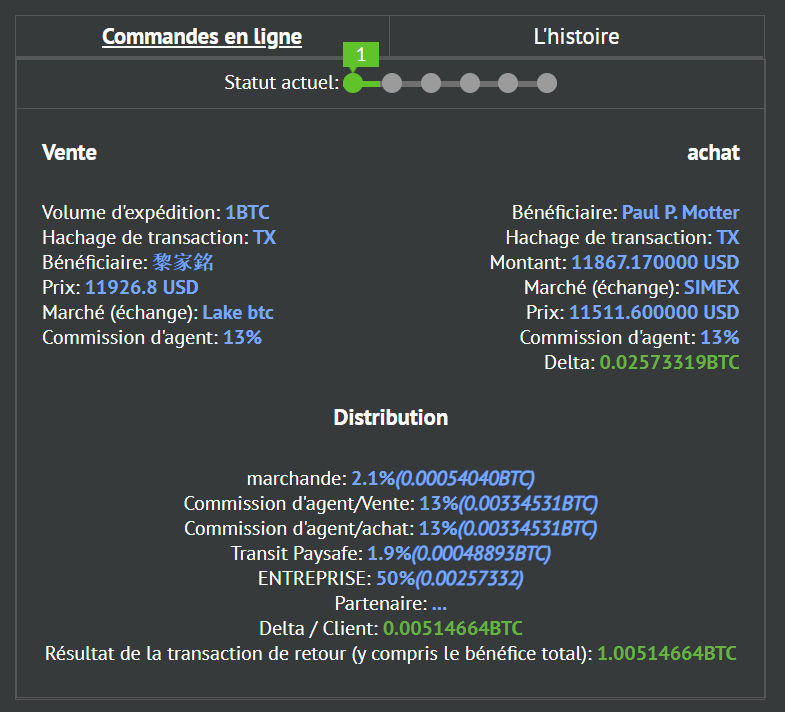 Commandes en ligne
L'histoire
1
Statut actuel:
Vente
Volume d'expédition: 1BTC
Hachage de transaction: TX
Bénéficiaire: 黎家銘
Prix: 11926.8 USD
Marché (échange): Lake btc
Commission d'agent: 13%
achat
Bénéficiaire: Paul P. Motter
Hachage de transaction: TX
Montant: 11867.170000 USD
Marché (échange): SIMEX
Prix: 11511.600000 USD
Commission d'agent: 13%
Delta: 0.02573319BTC
Distribution
marchande: 2.1%(0.00054040BTC)
Commission d'agent/Vente: 13%(0.00334531BTC)
Commission d'agent/achat: 13%(0.00334531BTC)
Transit Paysafe: 1.9%(0.00048893BTC)
ENTREPRISE: 50%(0.00257332)
Partenaire: ...
Delta / Client: 0.00514664BTC
Résultat de la transaction de retour (y compris le bénéfice total): 1.00514664BTC